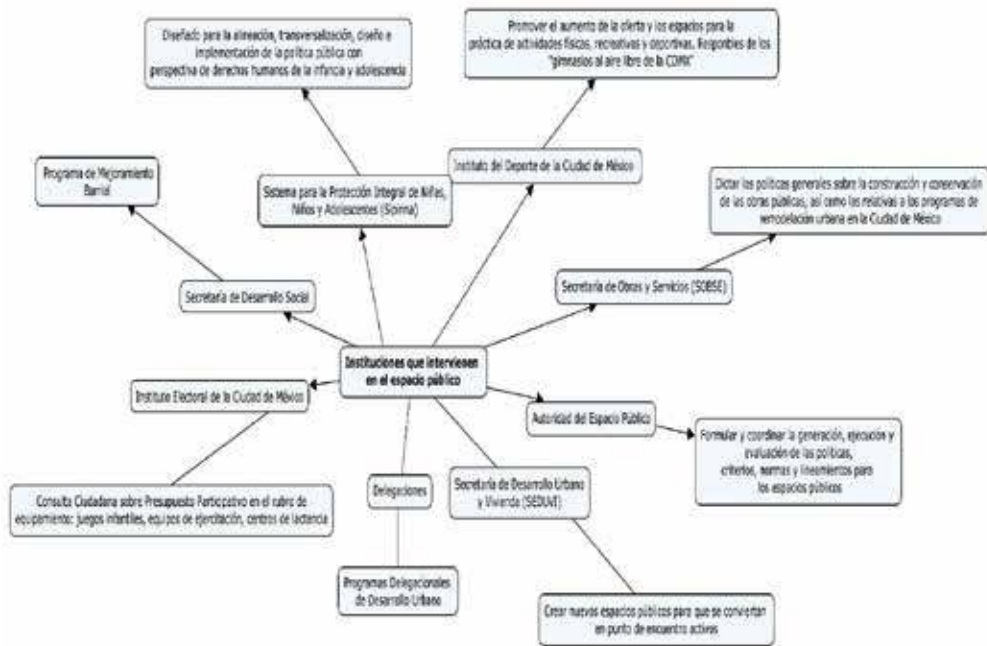 Diseñado para la alineación, transversalización, diseño e
implementación de la política pública con
perspectiva de derechos humanos de la infancia y adolescencia
Promover el aumento de la oferta y los espacios para la
práctica de actividades físicas, recreativas y deportivas. Responbles de los
"gimnasios al aire libre de la CDMX"
Programa de Mejoramiento
Barrial
Sistema para la Protección Integral de Niñas,
Niños y Adolescentes (Sipinna)
Instituto del Deporte de la Ciudad de México
Dictar las políticas generales sobre la construcción y conservación
de las obras públicas, así como las relativas a los programas de
remodelación urbana en la Ciudad de México
Secretaría de Desarrollo Social
Secretaría de Obras y Servicios (SOBSE)
Instituciones que intervienen
en el espacio público
Instituto Electoral de la Ciudad de México
Autoridad del Espacio Público
Formular y coordinar la generación, ejecución y
evaluación de las políticas,
criterios, normas y lineamientos para
los espacios públicos
Consulta Ciudadana sobre Presupuesto Participativo en el rubro de
equipamiento: juegos infantiles, equipos de ejercitación, centros de lactancia
Delegaciones
Secretaría de Desarrollo Urbano
y Vivienda (SEDUVI)
Programas Delegacionales
de Desarrollo Urbano
Crear nuevos espacios públicos para que se conviertan
en punto de encuentro activos